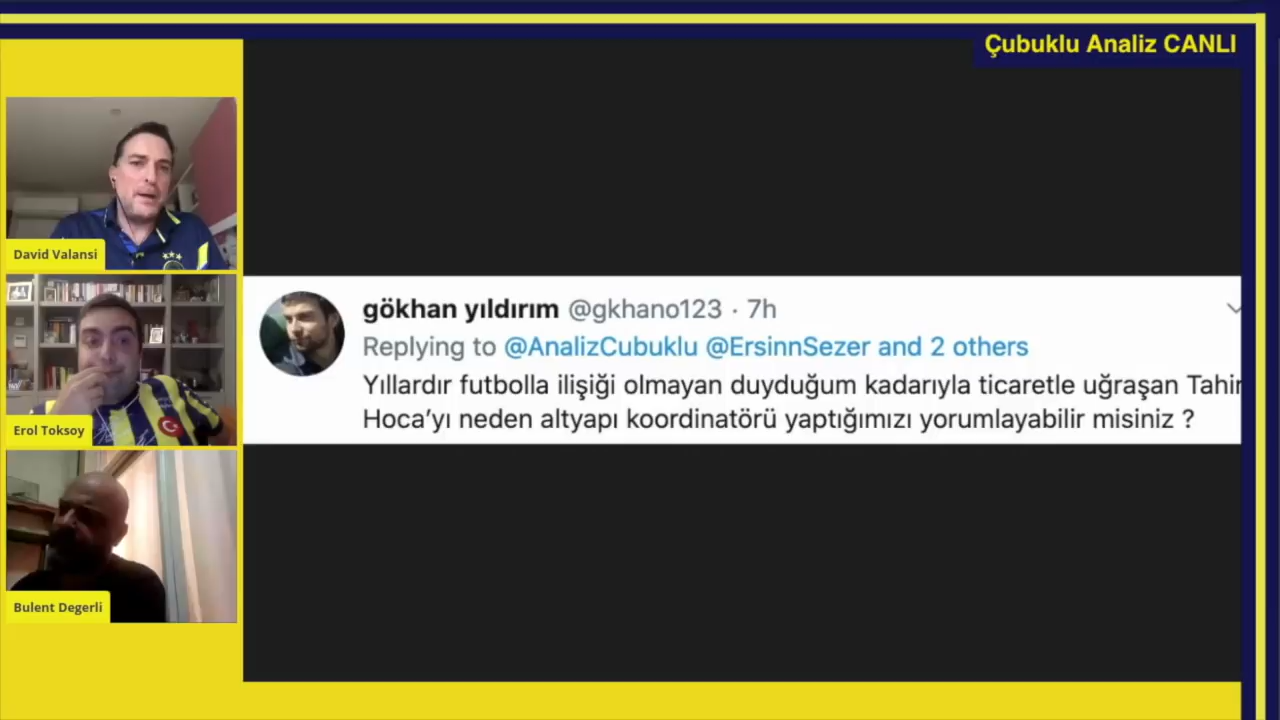 Çubuklu Analiz CANLI
David Valansi
Erol Toksoy
Bulent Degerli
gökhan yıldırım @gkhano123 · 7h
Replying to @AnalizCubuklu @ErsinnSezer and 2 others
Yıllardır futbolla ilişiği olmayan duyduğum kadarıyla ticaretle uğraşan Tahir
Hoca'yı neden altyapı koordinatörü yaptığımızı yorumlayabilir misiniz ?